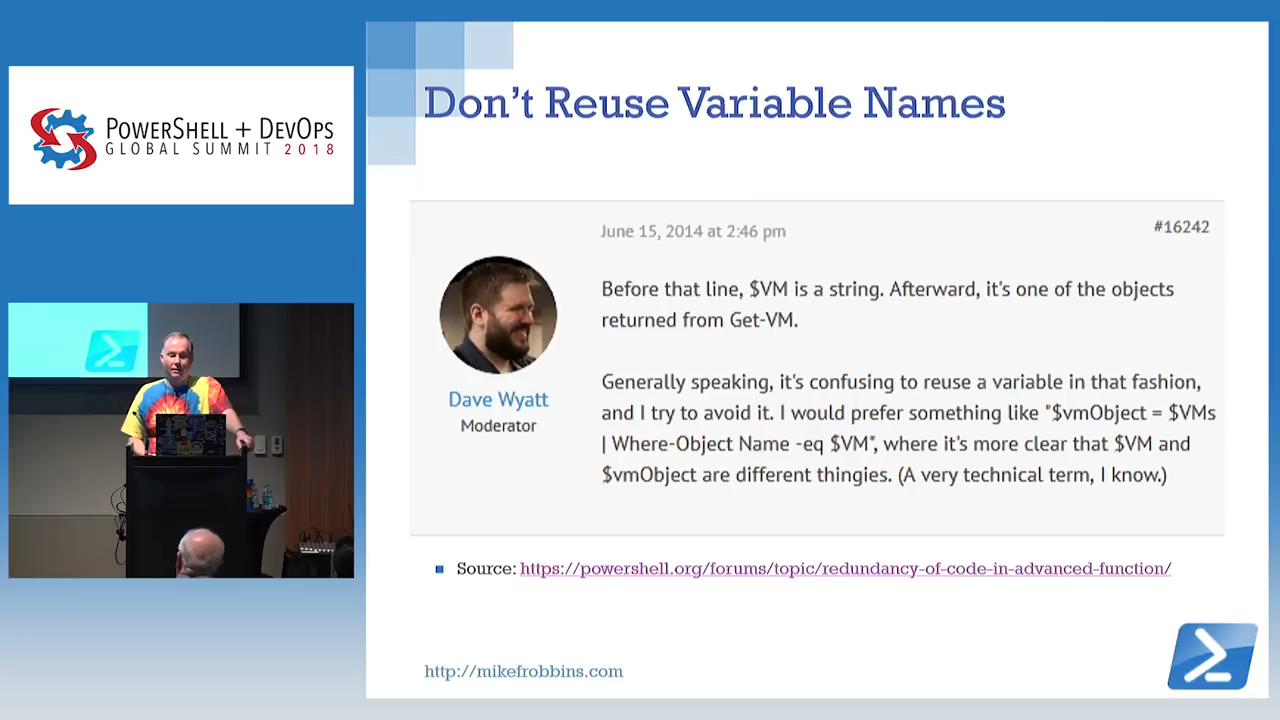 POWERSHELL + DEVOPS
GLOBAL SUMMIT 2018
Don't Reuse Variable Names
June 15, 2014 at 2:46 pm
#16242
Dave Wyatt
Moderator
Before that line, $VM is a string. Afterward, it's one of the objects
returned from Get-VM.
Generally speaking, it's confusing to reuse a variable in that fashion,
and I try to avoid it. I would prefer something like "$vmObject = $VMs
| Where-Object Name -eq $VM", where it's more clear that $VM and
$vmObject are different thingies. (A very technical term, I know.)
Source: https://powershell.org/forums/topic/redundancy-of-code-in-advanced-function/
http://mikefrobbins.com